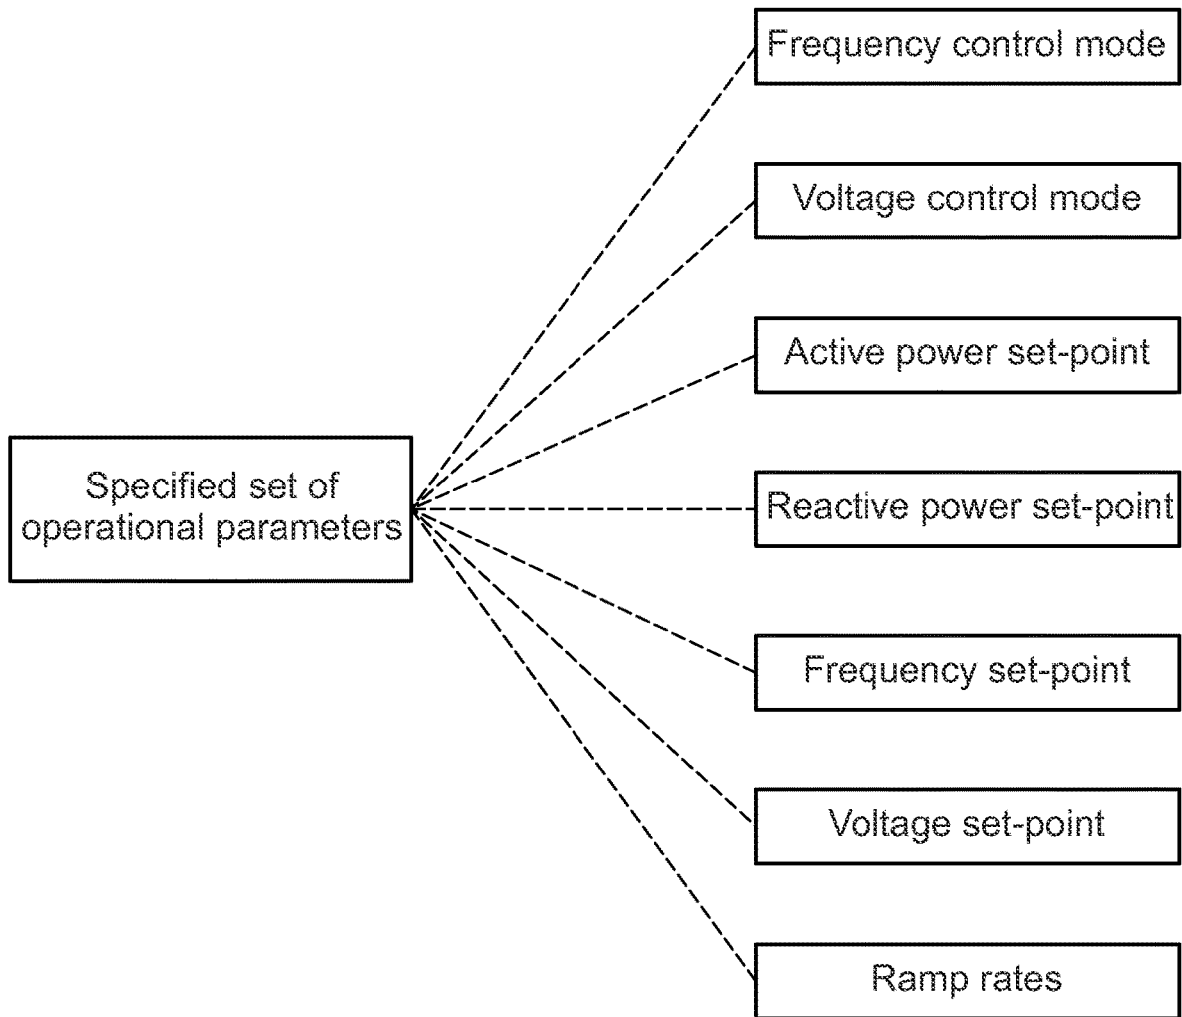 Frequency control mode
Voltage control mode
Active power set-point
Specified set of
operational parameters
Reactive power set-point
Frequency set-point
Voltage set-point
Ramp rates